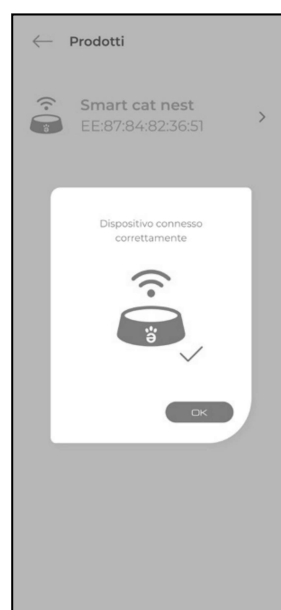 Prodotti
Smart cat nest
EE:87:84:82:36:51
Dispositivo connesso
correttamente
OK